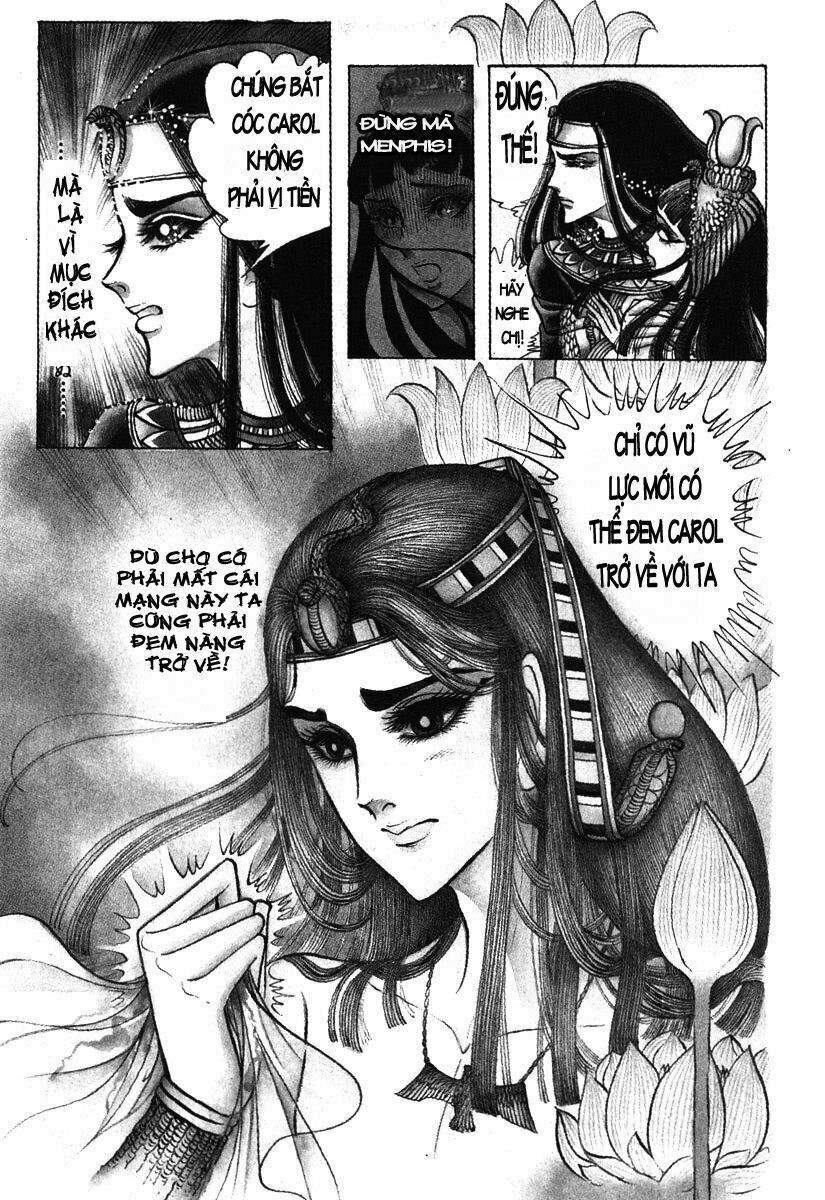 CHÚNG BẮT
CÓC CAROL
KHÔNG
PHẢI VÌ TIỀN
......
MÀ
LÀ
VÌ
MỤC
ĐÍCH
KHÁC
......
ĐỪNG MÀ
MENPHIS!
ĐÚNG
THẾ!
HÃY
NGHE
CHỊ!
CHỈ CÓ VŨ
LỰC MỚI CÓ
THỂ ĐEM CAROL
TRỞ VỀ VỚI TA
DÙ CHO CÓ
PHẢI MẤT CÁI
MẠNG NÀY TA
CŨNG PHẢI
ĐEM NÀNG
TRỞ VỀ!